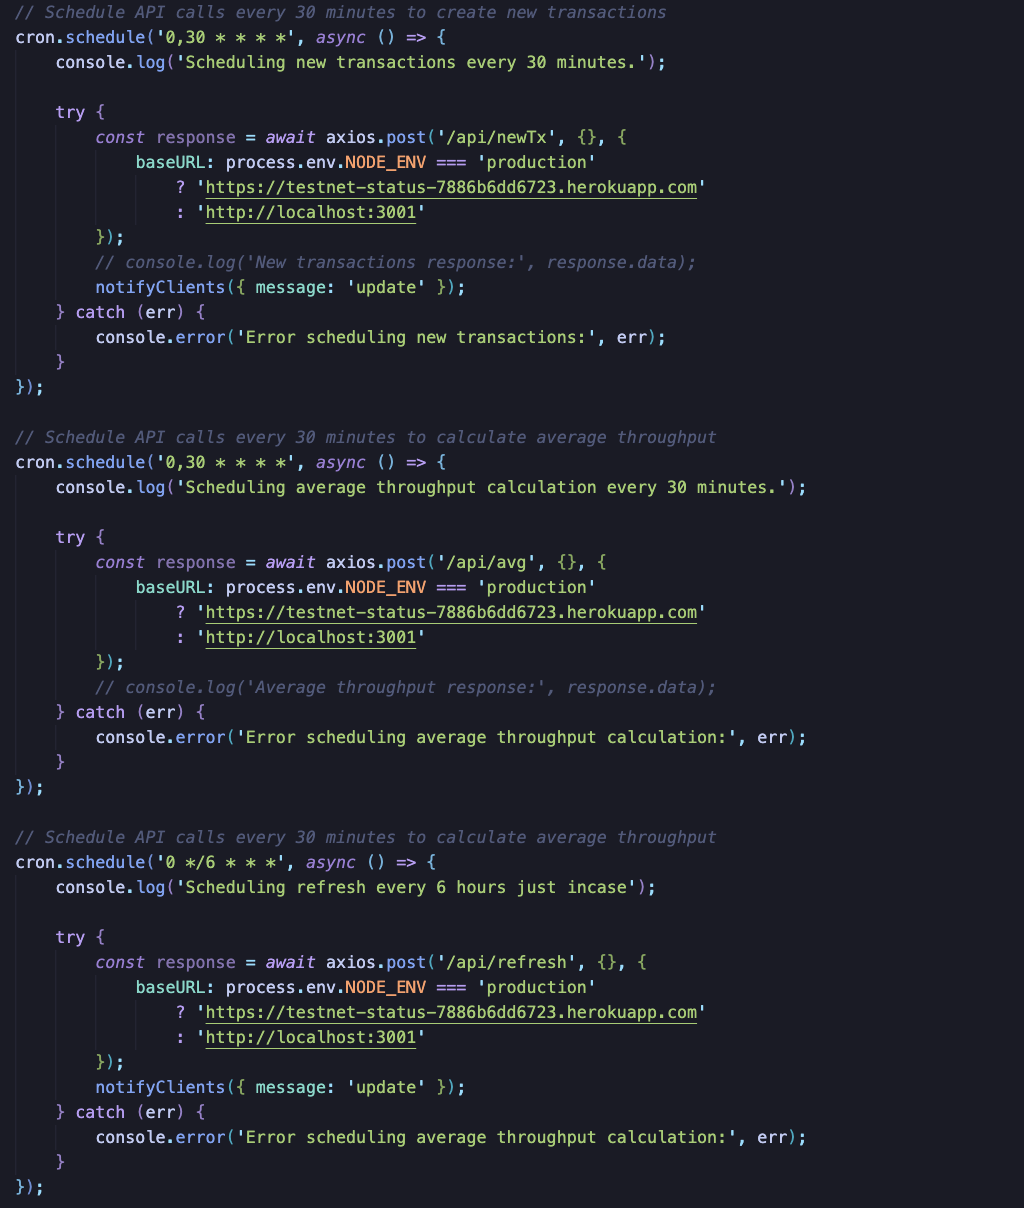 // Schedule API calls every 30 minutes to create new transactions
cron.schedule('0,30 * * * *', async () => {
    console.log('Scheduling new transactions every 30 minutes.');

    try {
        const response = await axios.post('/api/newTx', {}, {
            baseURL: process.env.NODE_ENV === 'production'
                ? 'https://testnet-status-7886b6dd6723.herokuapp.com'
                : 'http://localhost:3001'
        });
        // console.log('New transactions response:', response.data);
        notifyClients({ message: 'update' });
    } catch (err) {
        console.error('Error scheduling new transactions:', err);
    }
});

// Schedule API calls every 30 minutes to calculate average throughput
cron.schedule('0,30 * * * *', async () => {
    console.log('Scheduling average throughput calculation every 30 minutes.');

    try {
        const response = await axios.post('/api/avg', {}, {
            baseURL: process.env.NODE_ENV === 'production'
                ? 'https://testnet-status-7886b6dd6723.herokuapp.com'
                : 'http://localhost:3001'
        });
        // console.log('Average throughput response:', response.data);
    } catch (err) {
        console.error('Error scheduling average throughput calculation:', err);
    }
});

// Schedule API calls every 30 minutes to calculate average throughput
cron.schedule('0 */6 * * *', async () => {
    console.log('Scheduling refresh every 6 hours just incase');

    try {
        const response = await axios.post('/api/refresh', {}, {
            baseURL: process.env.NODE_ENV === 'production'
                ? 'https://testnet-status-7886b6dd6723.herokuapp.com'
                : 'http://localhost:3001'
        });
        notifyClients({ message: 'update' });
    } catch (err) {
        console.error('Error scheduling average throughput calculation:', err);
    }
});